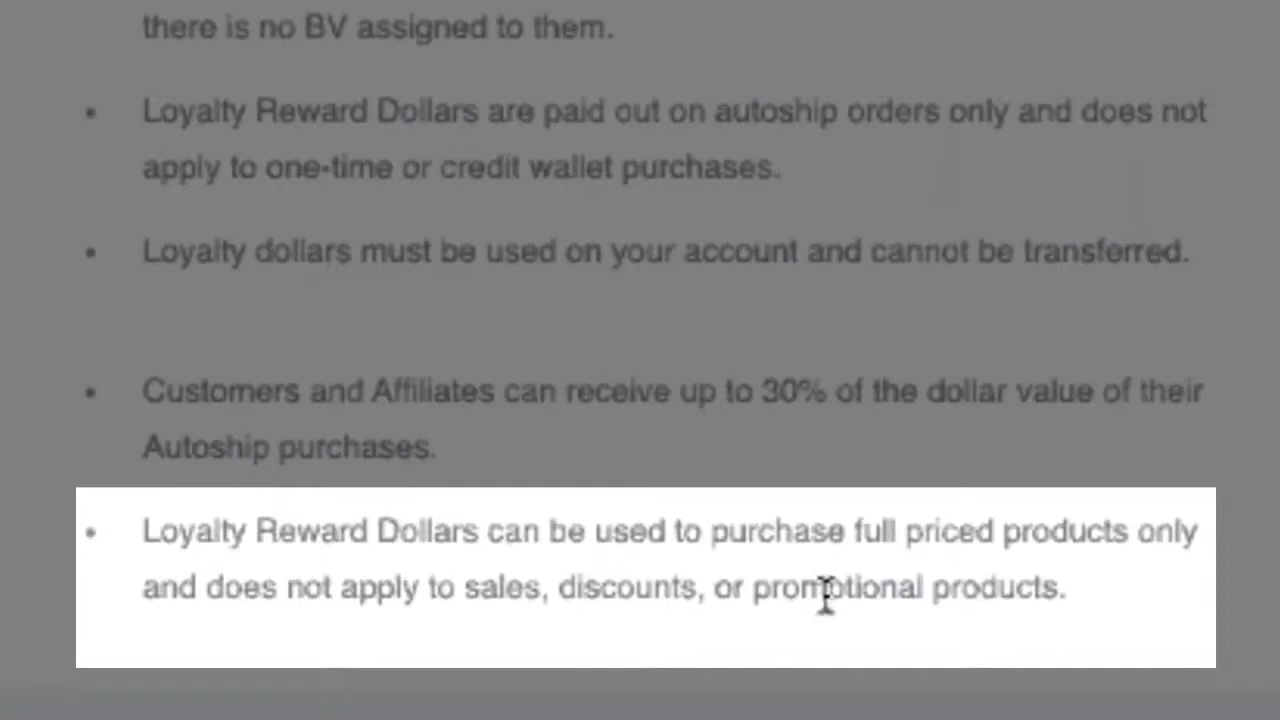 there is no BV assigned to them.
• Loyalty Reward Dollars are paid out on autoship orders only and does not
apply to one-time or credit wallet purchases.
• Loyalty dollars must be used on your account and cannot be transferred.
• Customers and Affiliates can receive up to 30% of the dollar value of their
Autoship purchases.
• Loyalty Reward Dollars can be used to purchase full priced products only
and does not apply to sales, discounts, or promotional products.